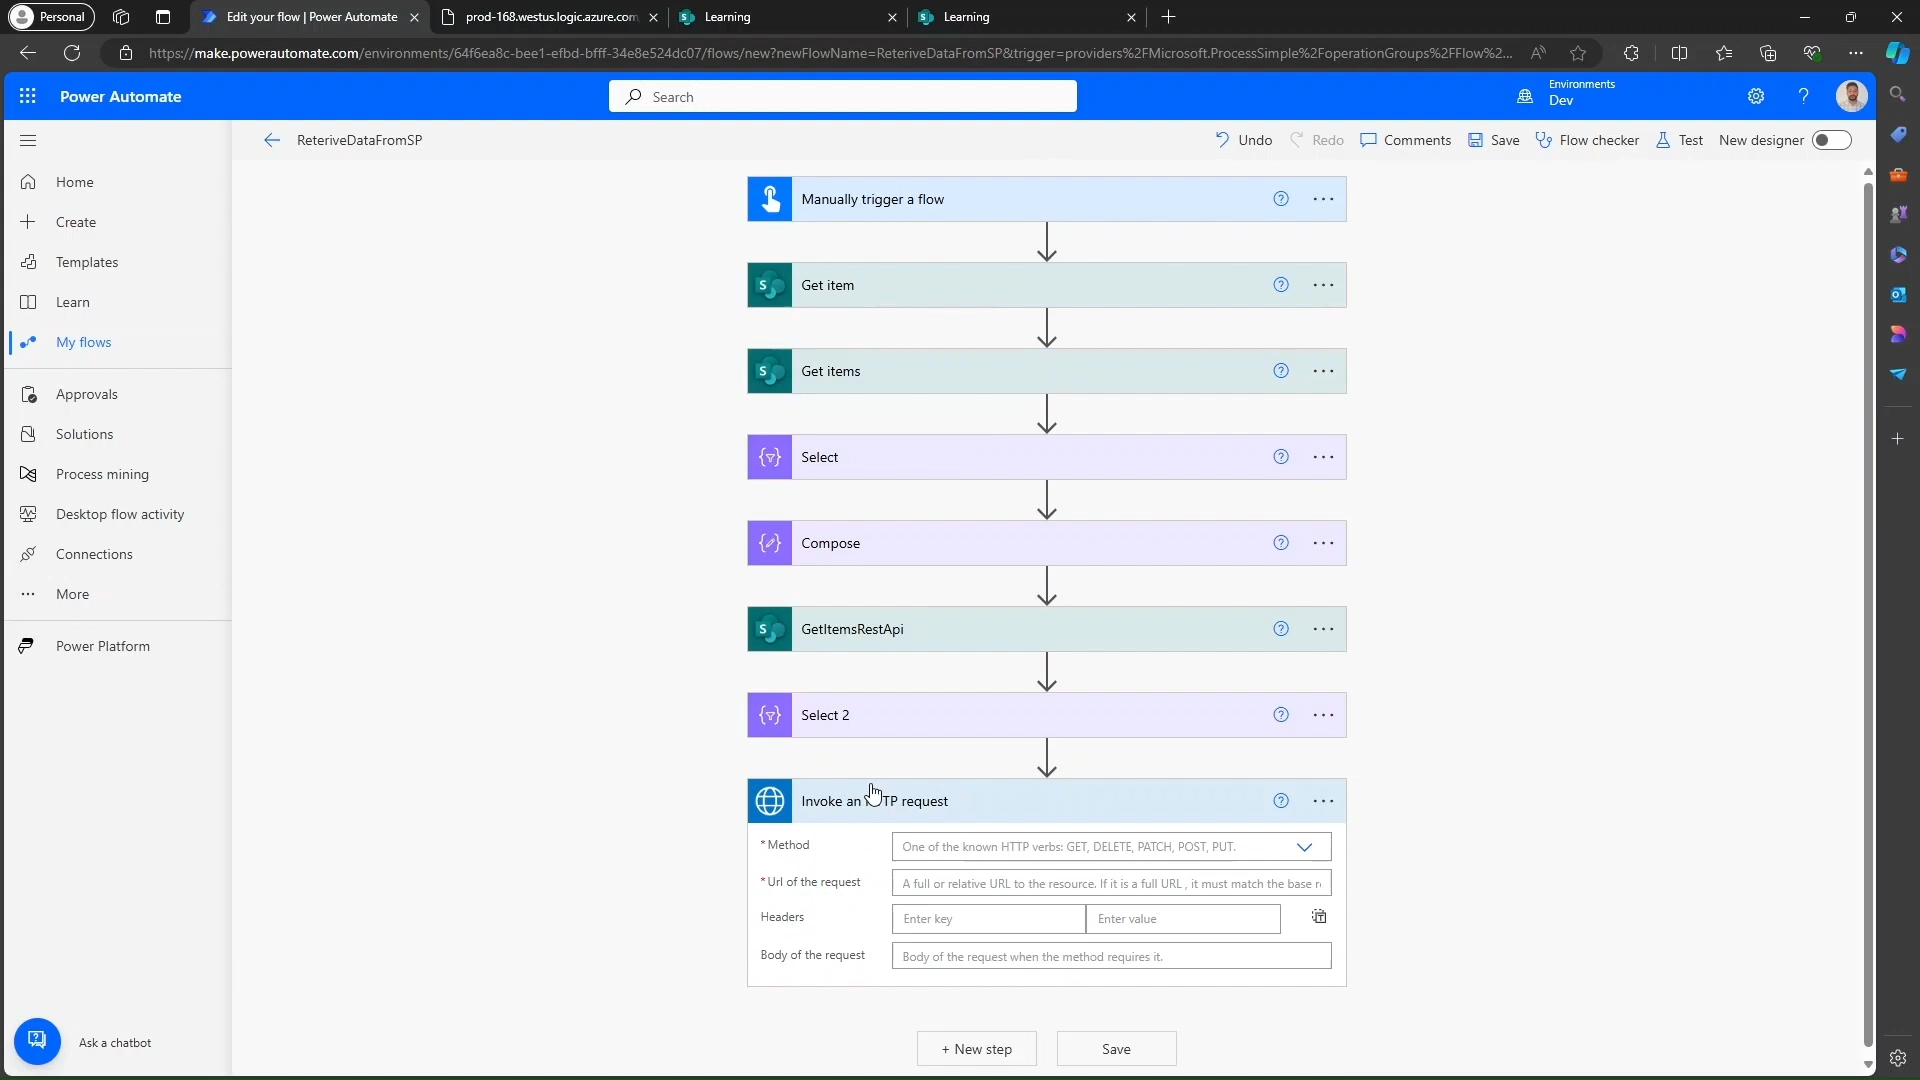 Personal
Edit your flow | Power Automate
prod-168.westus.logic.azure.com
Learning
Learning
https://make.powerautomate.com/environments/64f6ea8c-bee1-efbd-bfff-34e8e524dc07/flows/new?newFlowName=ReteriveDataFromSP&trigger=providers%2FMicrosoft.ProcessSimple%2FoperationGroups%2FFlow%2...
Power Automate
Search
Environments
Dev
ReteriveDataFromSP
Undo
Redo
Comments
Save
Flow checker
Test
New designer
Home
Create
Templates
Learn
My flows
Approvals
Solutions
Process mining
Desktop flow activity
Connections
More
Power Platform
Ask a chatbot
Manually trigger a flow
Get item
Get items
Select
Compose
GetItemsRestApi
Select 2
Invoke an HTTP request
* Method
One of the known HTTP verbs: GET, DELETE, PATCH, POST, PUT.
* Url of the request
A full or relative URL to the resource. If it is a full URL , it must match the base r
Headers
Enter key
Enter value
Body of the request
Body of the request when the method requires it.
+ New step
Save